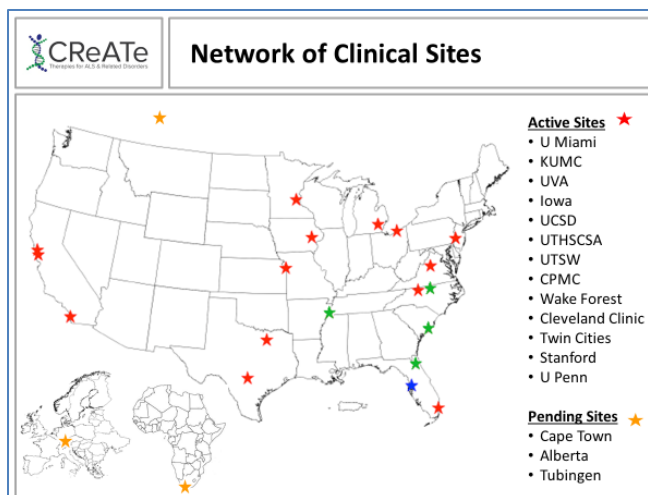 CReATe
Therapies for ALS & Related Disorders
Network of Clinical Sites
Active Sites
• U Miami
• KUMC
• UVA
• Iowa
• UCSD
• UTHSCSA
• UTSW
• CPMC
• Wake Forest
• Cleveland Clinic
• Twin Cities
• Stanford
• U Penn
Pending Sites
• Cape Town
• Alberta
• Tubingen